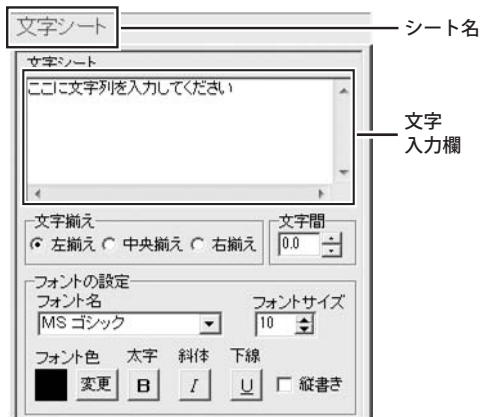 文字シート
シート名
文字シート
ここに文字列を入力してください
文字
入力欄
文字揃え
左揃え 中央揃え 右揃え
文字間
0.0
フォントの設定
フォント名 フォントサイズ
MS ゴシック 10
フォント色 太字 斜体 下線
変更 B I U 縦書き